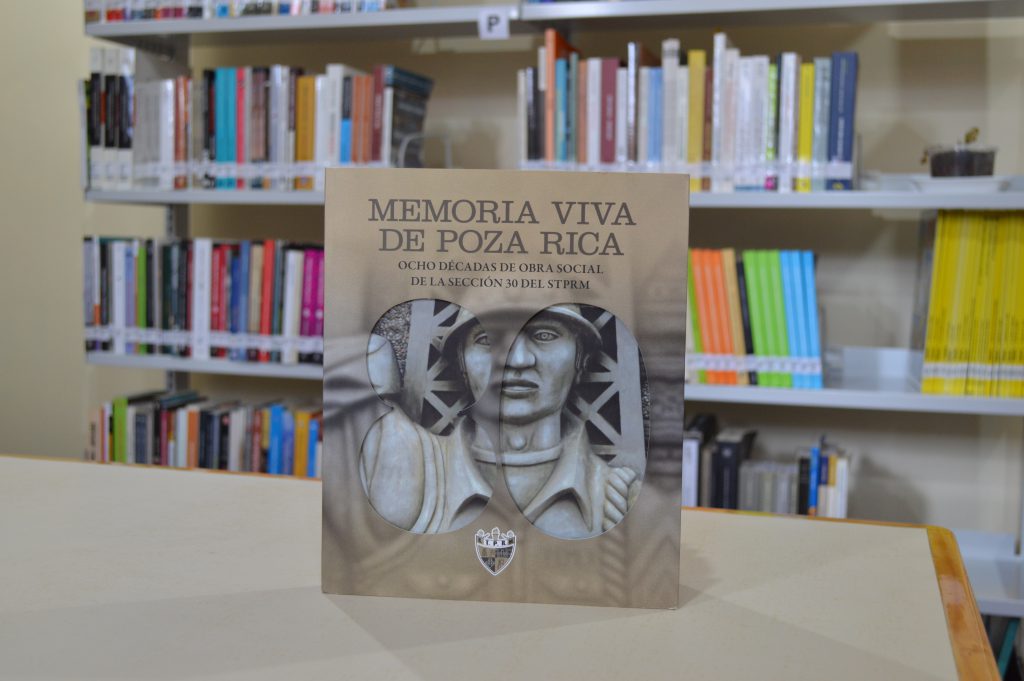 P
MEMORIA VIVA
DE POZA RICA
OCHO DÉCADAS DE OBRA SOCIAL
DE LA SECCIÓN 30 DEL STPRM